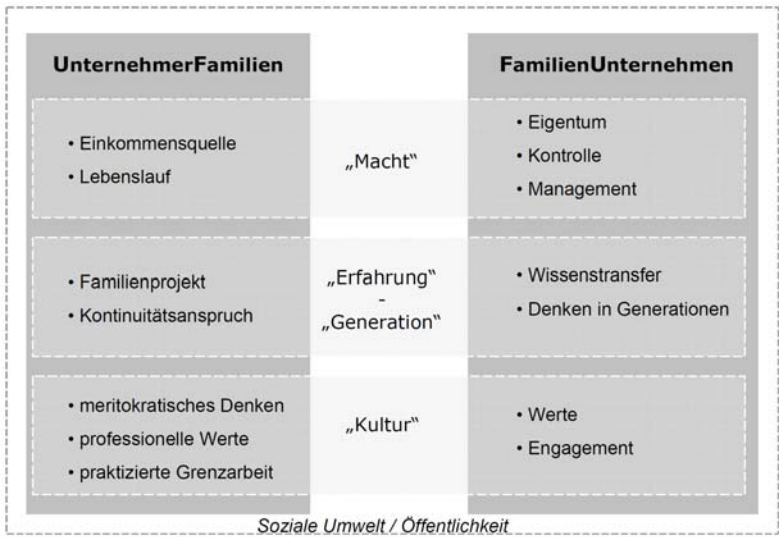 UnternehmerFamilien
FamilienUnternehmen
• Einkommensquelle
• Lebenslauf
„Macht“
• Eigentum
• Kontrolle
• Management
• Familienprojekt
• Kontinuitätsanspruch
„Erfahrung“
-
„Generation“
• Wissenstransfer
• Denken in Generationen
• meritokratisches Denken
• professionelle Werte
• praktizierte Grenzarbeit
„Kultur“
• Werte
• Engagement
Soziale Umwelt / Öffentlichkeit